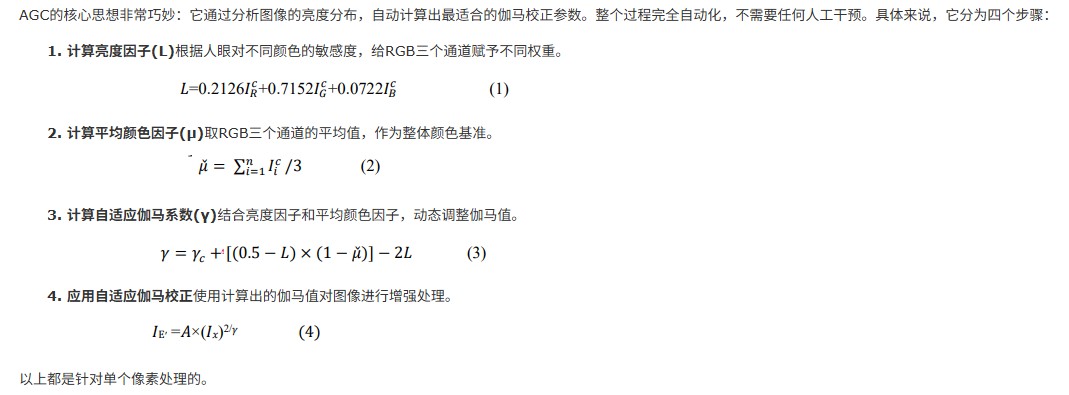 AGC的核心思想非常巧妙：它通过分析图像的亮度分布，自动计算出最适合的伽马校正参数。整个过程完全自动化，不需要任何人工干预。具体来说，它分为四个步骤：
1. 计算亮度因子(L)根据人眼对不同颜色的敏感度，给RGB三个通道赋予不同权重。
L=0.2126I_R^c+0.7152I_G^c+0.0722I_B^c (1)
2. 计算平均颜色因子(μ)取RGB三个通道的平均值，作为整体颜色基准。
μ̌ = ∑_{i=1}^n I_i^c /3 (2)
3. 计算自适应伽马系数(γ)结合亮度因子和平均颜色因子，动态调整伽马值。
γ = γ_c + [(0.5 − L) × (1 − μ̌)] − 2L (3)
4. 应用自适应伽马校正使用计算出的伽马值对图像进行增强处理。
I_E' =A×(I_x)^{2/γ} (4)
以上都是针对单个像素处理的。